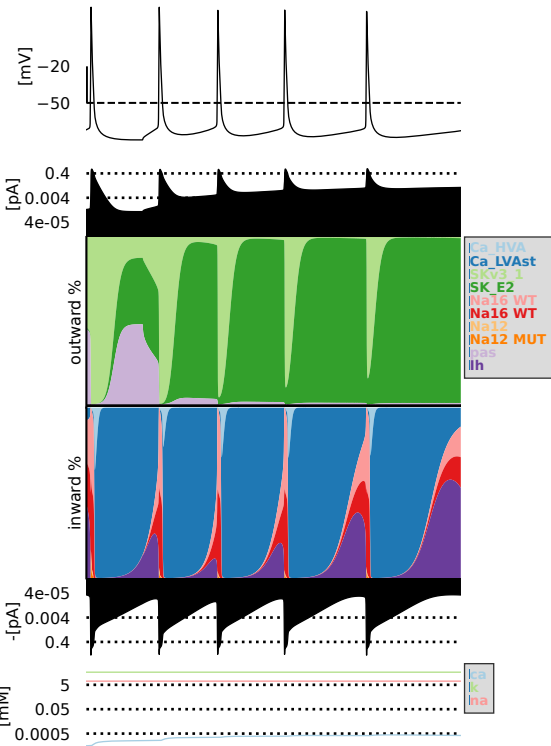 [mV]
−20
−50
[pA]
0.4
0.004
4e-05
outward %
Ca_HVA
Ca_LVAst
SKv3_1
SK_E2
Na16 WT
Na16 WT
Na12
Na12 MUT
pas
Ih
inward %
-[pA]
4e-05
0.004
0.4
[mM]
5
0.05
0.0005
ca
k
na